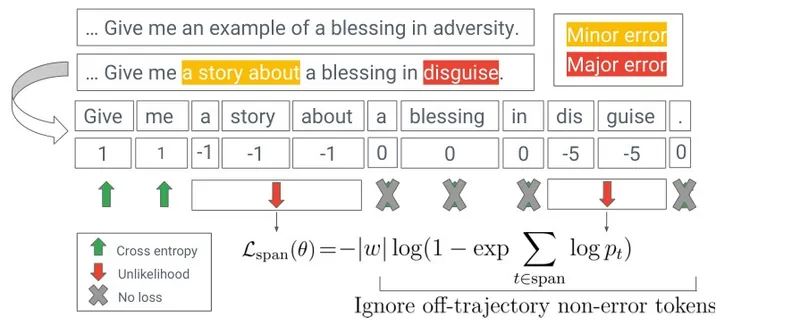 ... Give me an example of a blessing in adversity.
... Give me a story about a blessing in disguise.
Minor error
Major error
Give me a story about a blessing in dis guise .
1 1 -1 -1 -1 0 0 0 -5 -5 0
Cross entropy
Unlikelihood
No loss
ℒspan(θ)=−|w| log(1 − exp ∑t∈span log pt)
Ignore off-trajectory non-error tokens